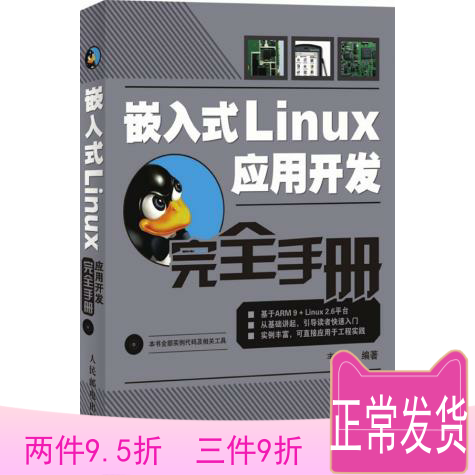 嵌入式Linux
应用开发
完全手册
基于ARM 9 + Linux 2.6平台
从基础讲起,引导读者快速入门
实例丰富,可直接应用于工程实践
本书全部实例代码及相关工具
编著
嵌入式Linux
应用开发
完全手册
人民邮电出
两件9.5折 三件9折
正常发货